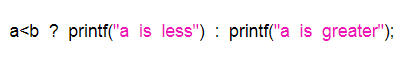 a<b ? printf("a is less") : printf("a is greater");